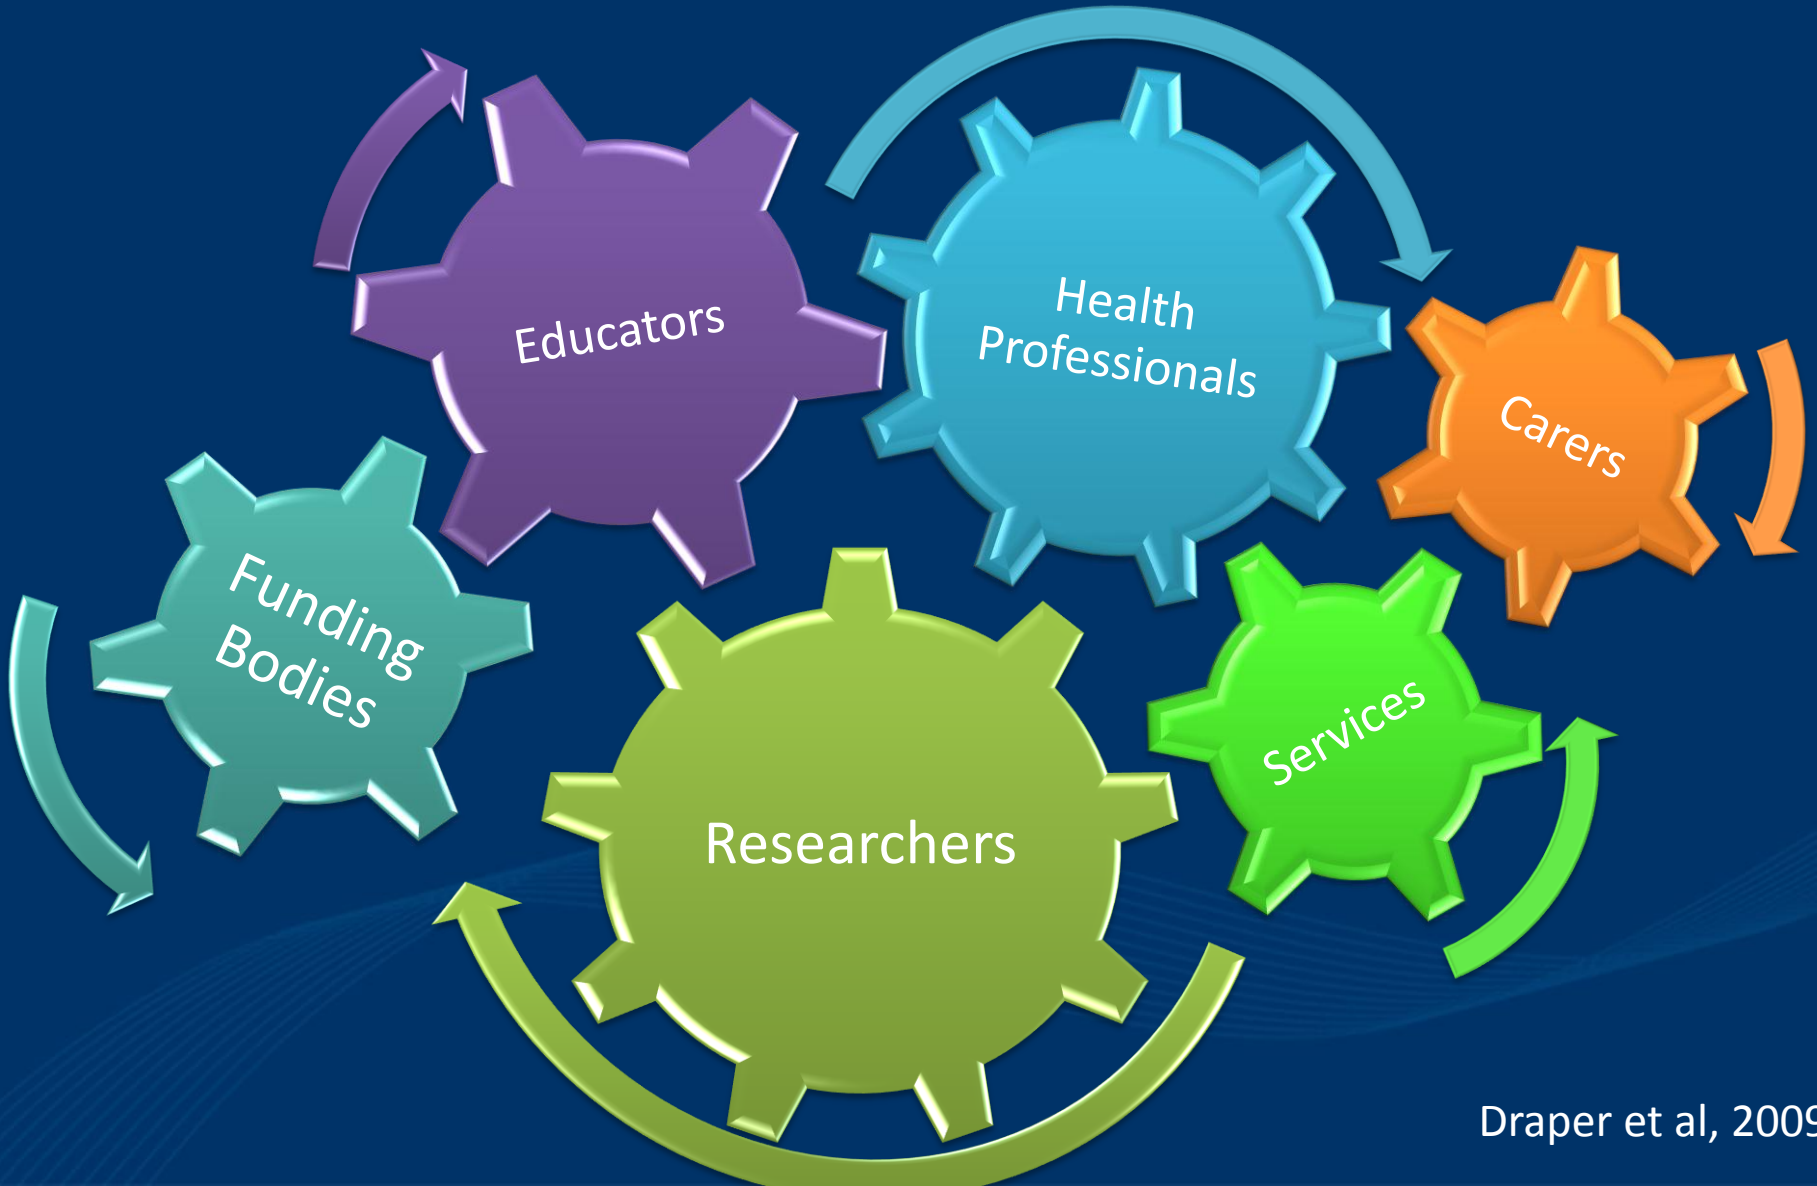 Educators
Health
Professionals
Carers
Funding
Bodies
Services
Researchers
Draper et al, 2009